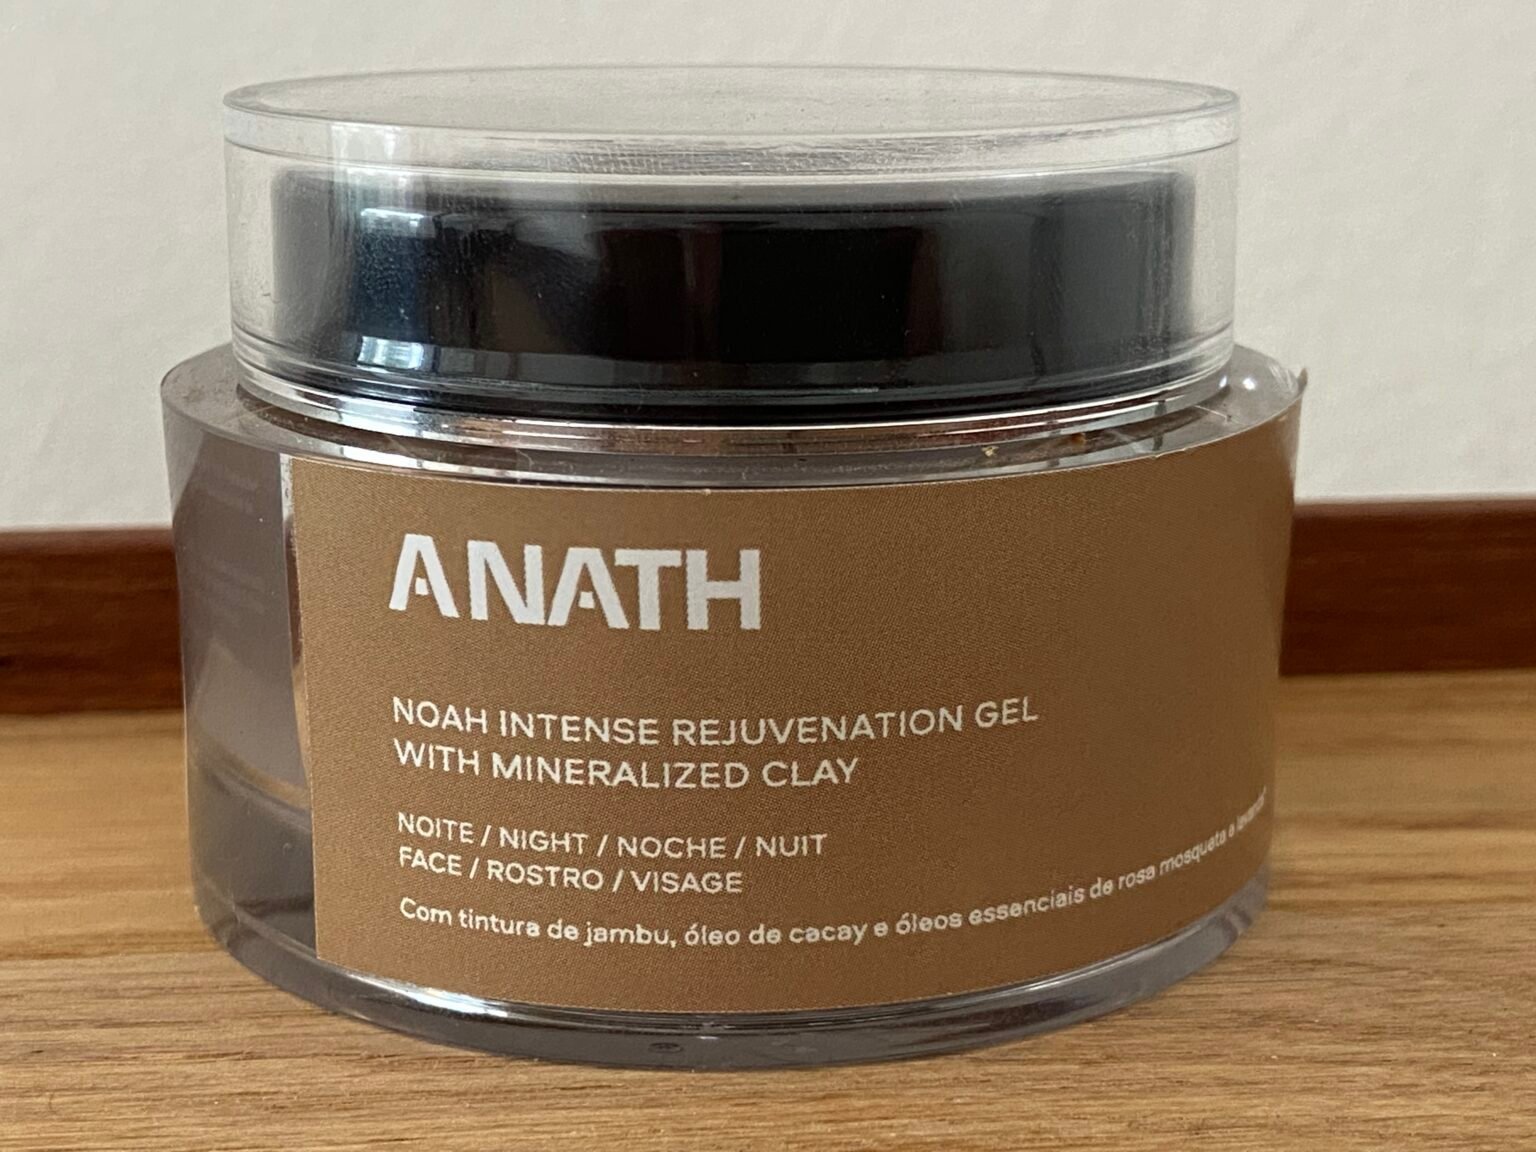 ANATH
NOAH INTENSE REJUVENATION GEL
WITH MINERALIZED CLAY
NOITE / NIGHT / NOCHE / NUIT
FACE / ROSTRO / VISAGE
Com tintura de jambu, óleo de cacay e óleos essenciais de rosa mosqueta e